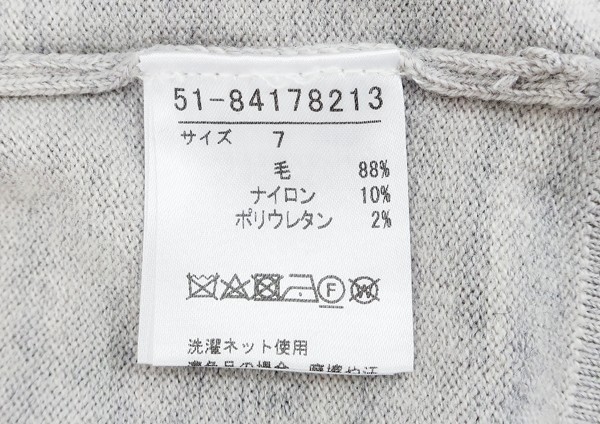 51-84178213
サイズ 7
毛 88%
ナイロン 10%
ポリウレタン 2%
F W
洗濯ネット使用